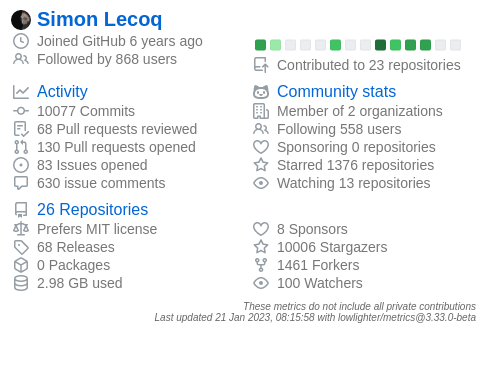 Simon Lecoq
Joined GitHub 6 years ago
Followed by 868 users
Contributed to 23 repositories
Activity
10077 Commits
68 Pull requests reviewed
130 Pull requests opened
83 Issues opened
630 issue comments
Community stats
Member of 2 organizations
Following 558 users
Sponsoring 0 repositories
Starred 1376 repositories
Watching 13 repositories
26 Repositories
Prefers MIT license
68 Releases
0 Packages
2.98 GB used
8 Sponsors
10006 Stargazers
1461 Forkers
100 Watchers
These metrics do not include all private contributions
Last updated 21 Jan 2023, 08:15:58 with lowlighter/metrics@3.33.0-beta